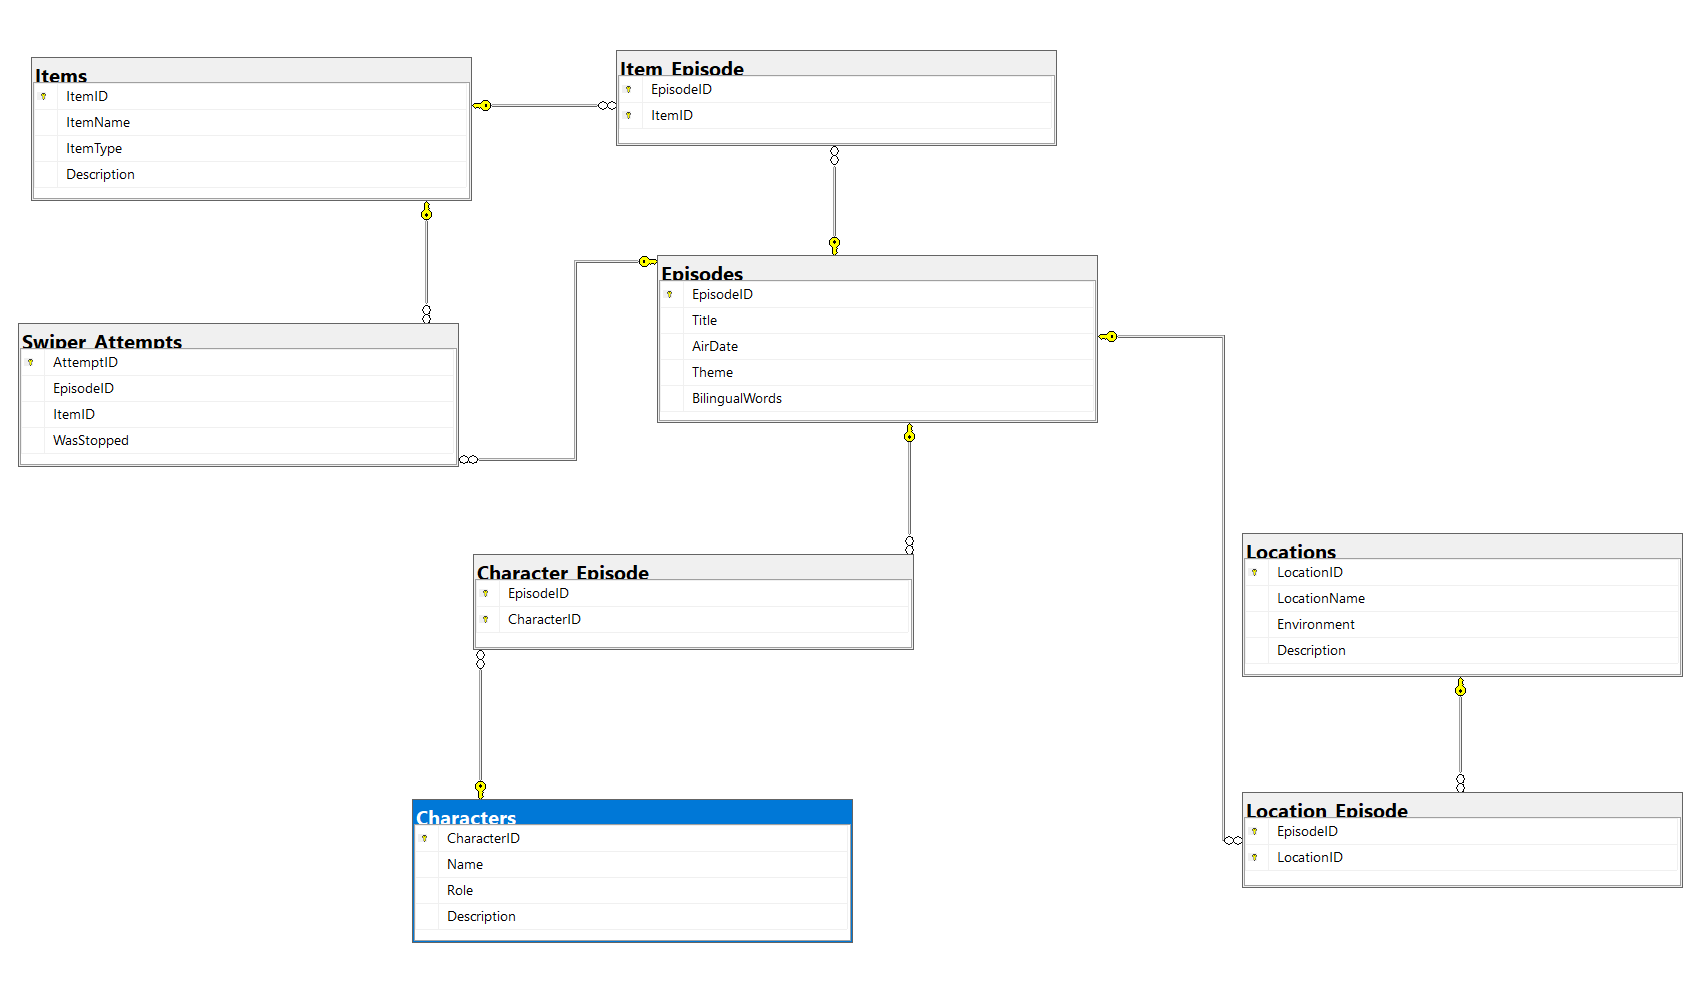 Items
ItemID
ItemName
ItemType
Description
Item_Episode
EpisodeID
ItemID
Episodes
EpisodeID
Title
AirDate
Theme
BilingualWords
Swiper_Attempts
AttemptID
EpisodeID
ItemID
WasStopped
Character_Episode
EpisodeID
CharacterID
Locations
LocationID
LocationName
Environment
Description
Characters
CharacterID
Name
Role
Description
Location_Episode
EpisodeID
LocationID